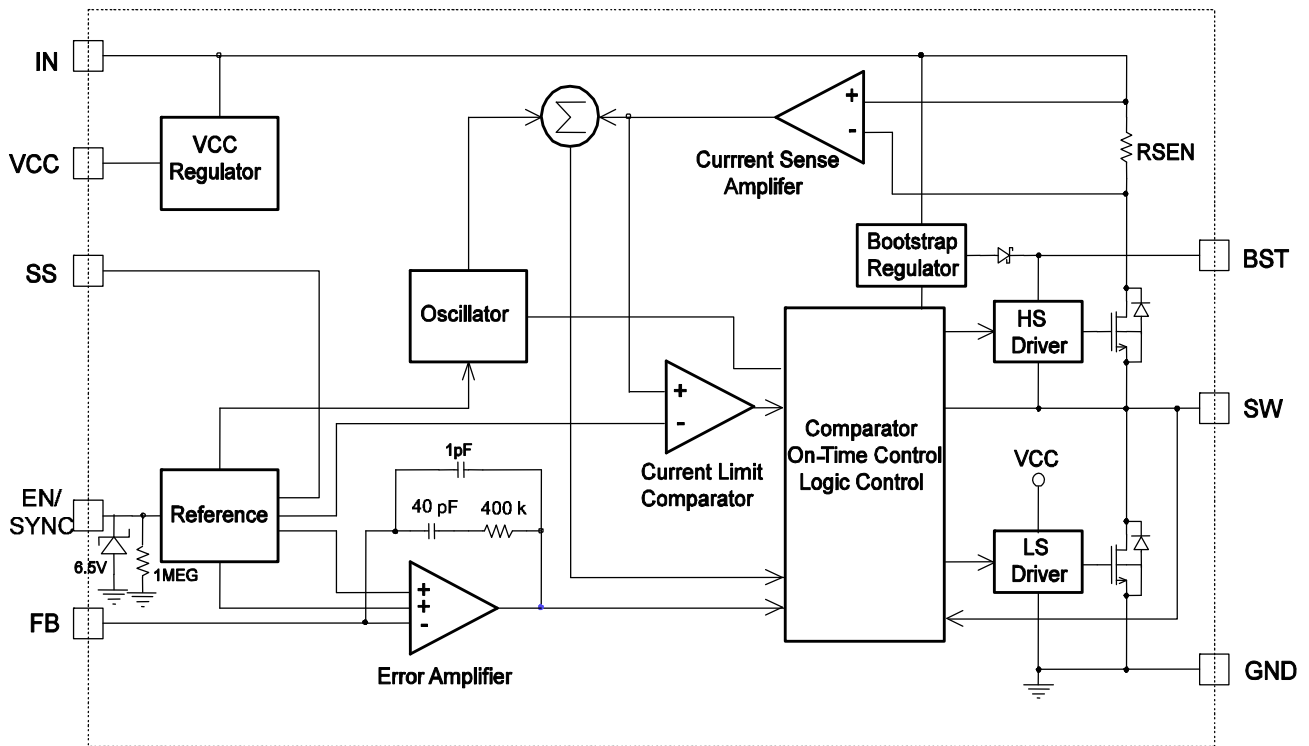 IN
VCC
Regulator
VCC
Σ
+
-
Currrent Sense
Amplifer
RSEN
SS
Oscillator
Bootstrap
Regulator
BST
HS
Driver
+
-
Current Limit
Comparator
Comparator
On-Time Control
Logic Control
SW
VCC
EN/
SYNC
Reference
1pF
40 pF
400 k
6.5V
1MEG
LS
Driver
FB
+
+
-
Error Amplifier
GND